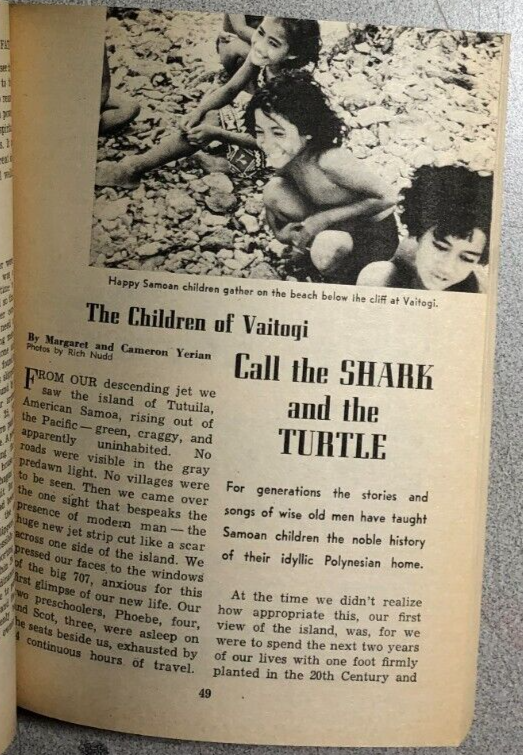 Happy Samoan children gather on the beach below the cliff at Vaitogi.
The Children of Vaitogi
Call the SHARK
and the
TURTLE
By Margaret and Cameron Yerian
Photos by Rich Nudd
For generations the stories and
songs of wise old men have taught
Samoan children the noble history
of their idyllic Polynesian home.
FROM OUR descending jet we
saw the island of Tutuila,
American Samoa, rising out of
the Pacific — green, craggy, and
apparently uninhabited. No
roads were visible in the gray
predawn light. No villages were
to be seen. Then we came over
the one sight that bespeaks the
presence of modern man — the
huge new jet strip cut like a scar
across one side of the island. We
pressed our faces to the windows
of the big 707, anxious for this
first glimpse of our new life. Our
two preschoolers, Phoebe, four,
and Scot, three, were asleep on
the seats beside us, exhausted by
continuous hours of travel.
At the time we didn't realize
how appropriate this, our first
view of the island, was, for we
were to spend the next two years
of our lives with one foot firmly
planted in the 20th Century and
49